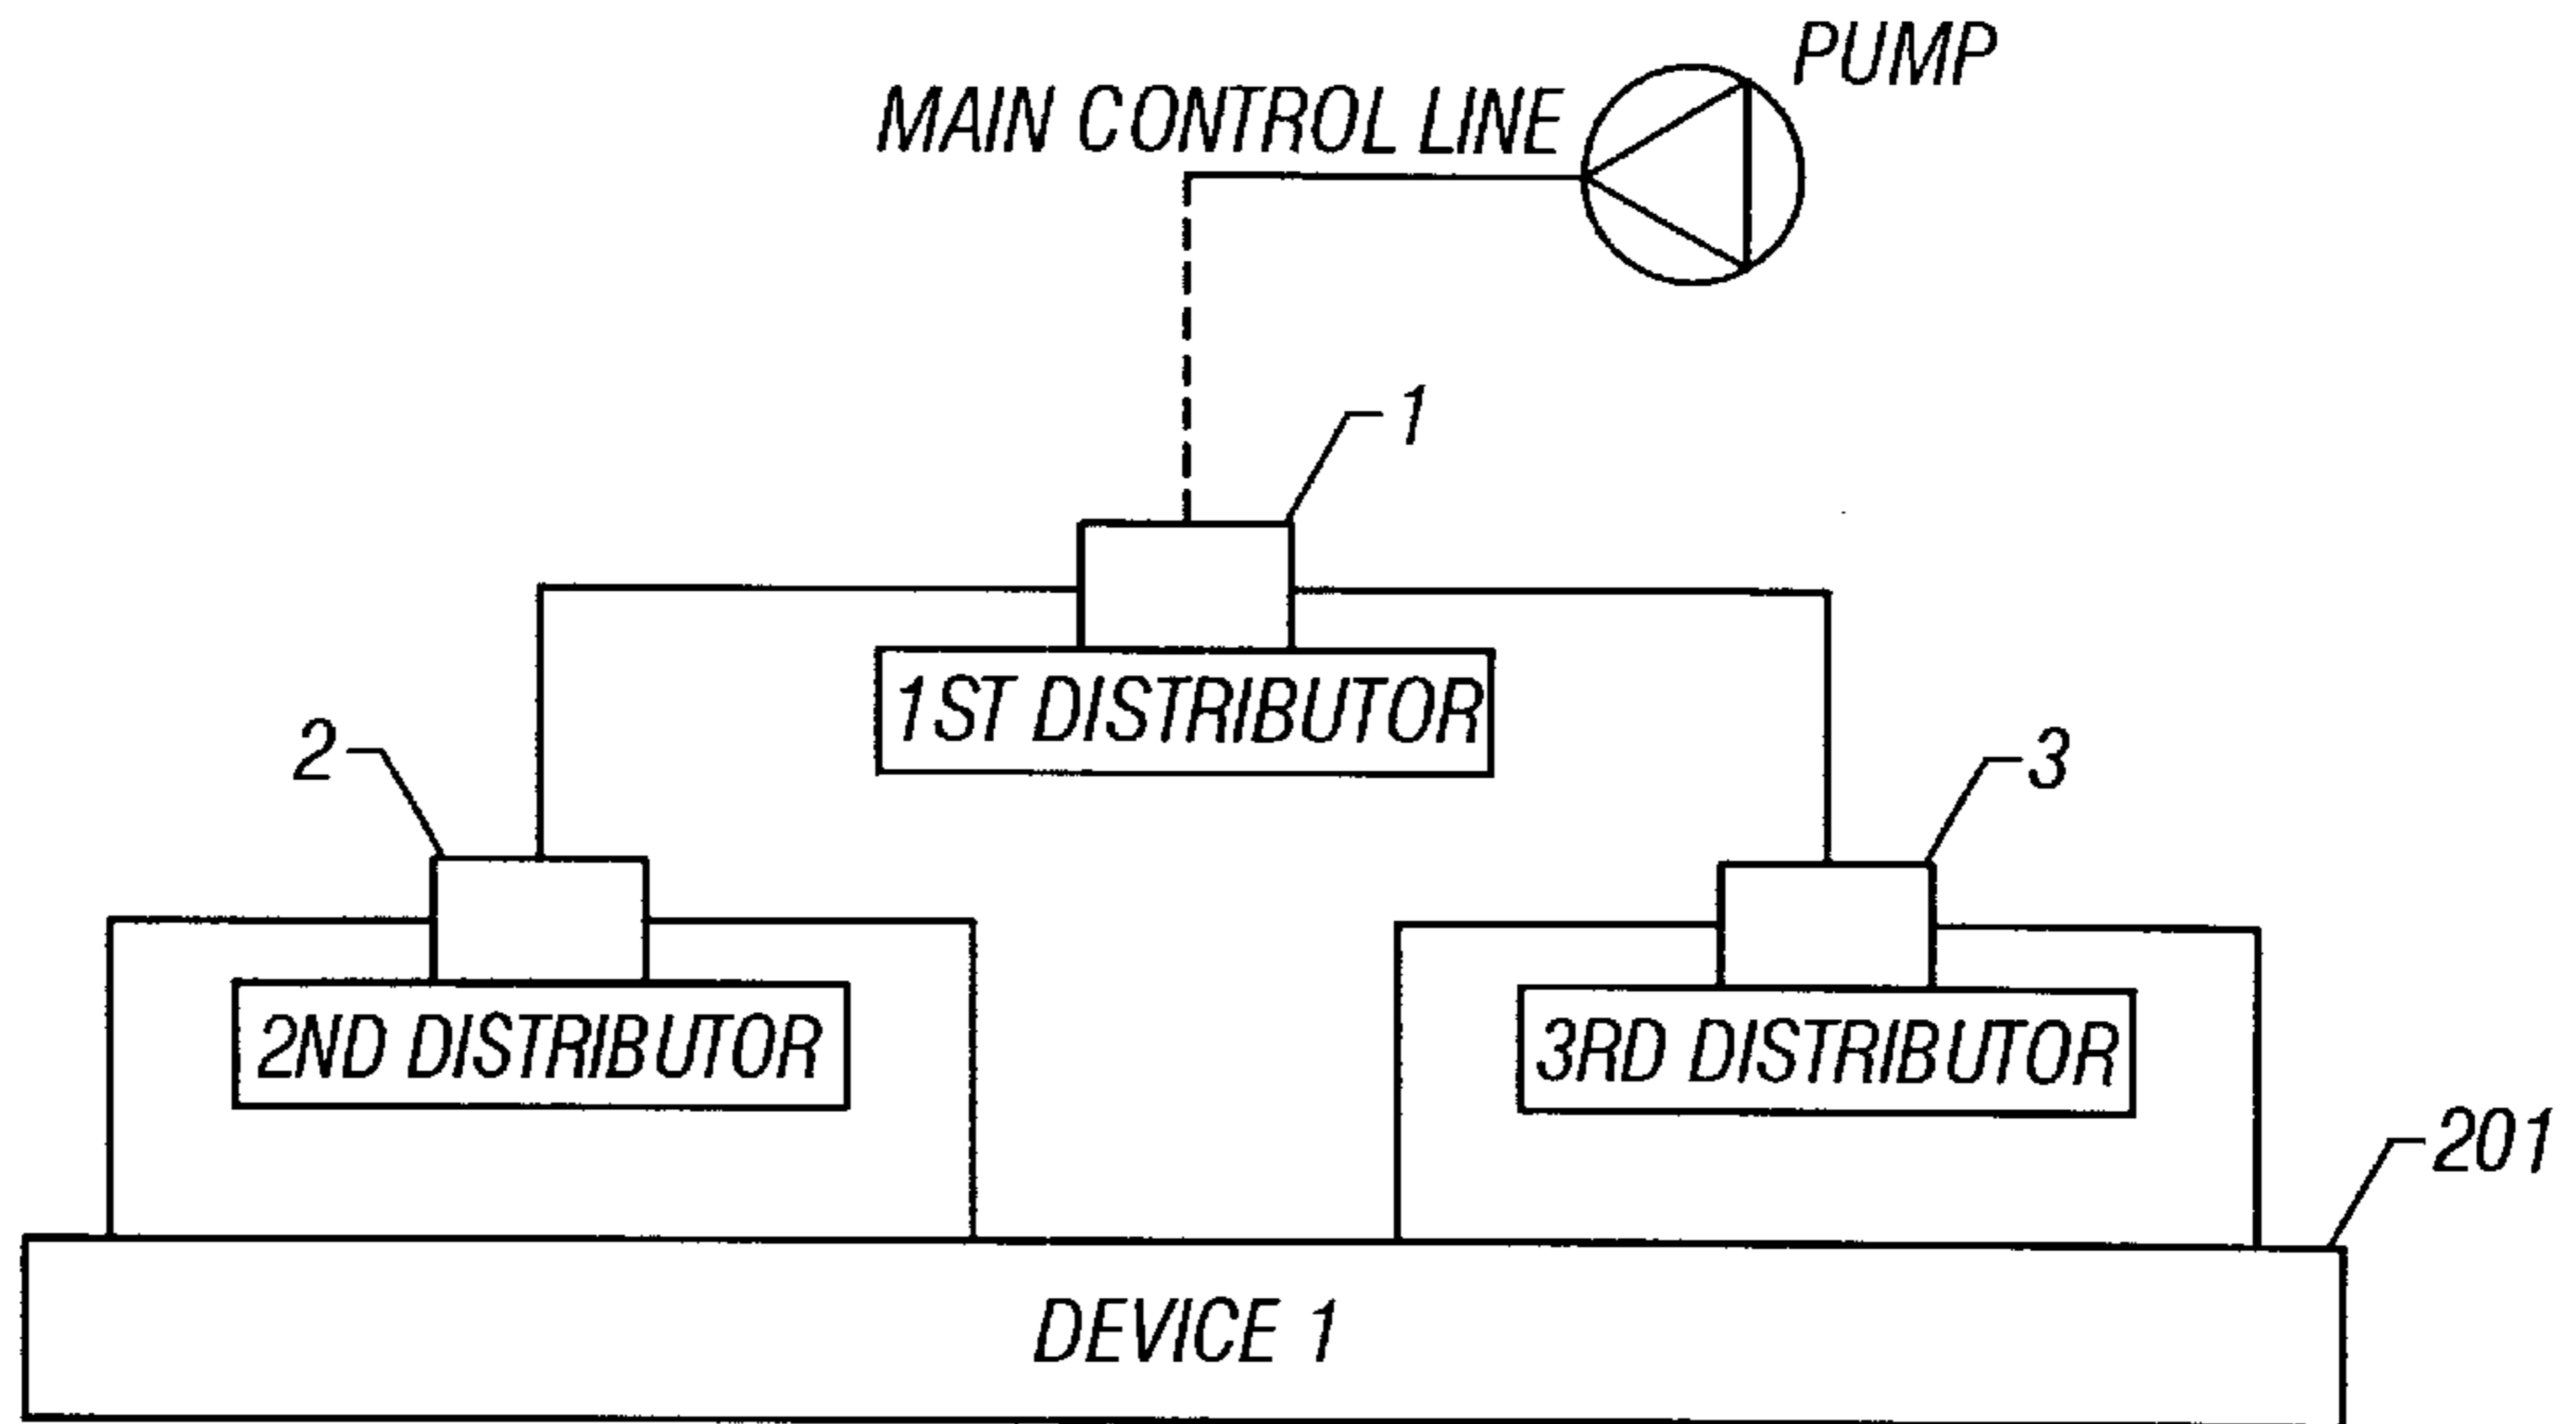 PUMP
MAIN CONTROL LINE
1
1ST DISTRIBUTOR
2
3
2ND DISTRIBUTOR
3RD DISTRIBUTOR
201
DEVICE 1